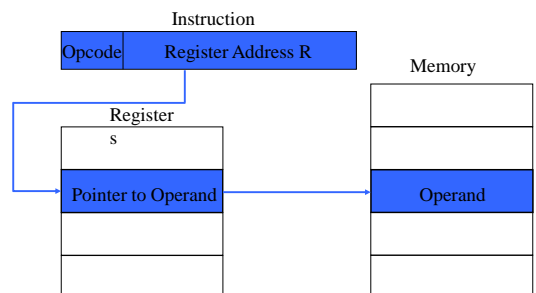 Instruction
Opcode Register Address R
Memory
Register
s
Pointer to Operand Operand